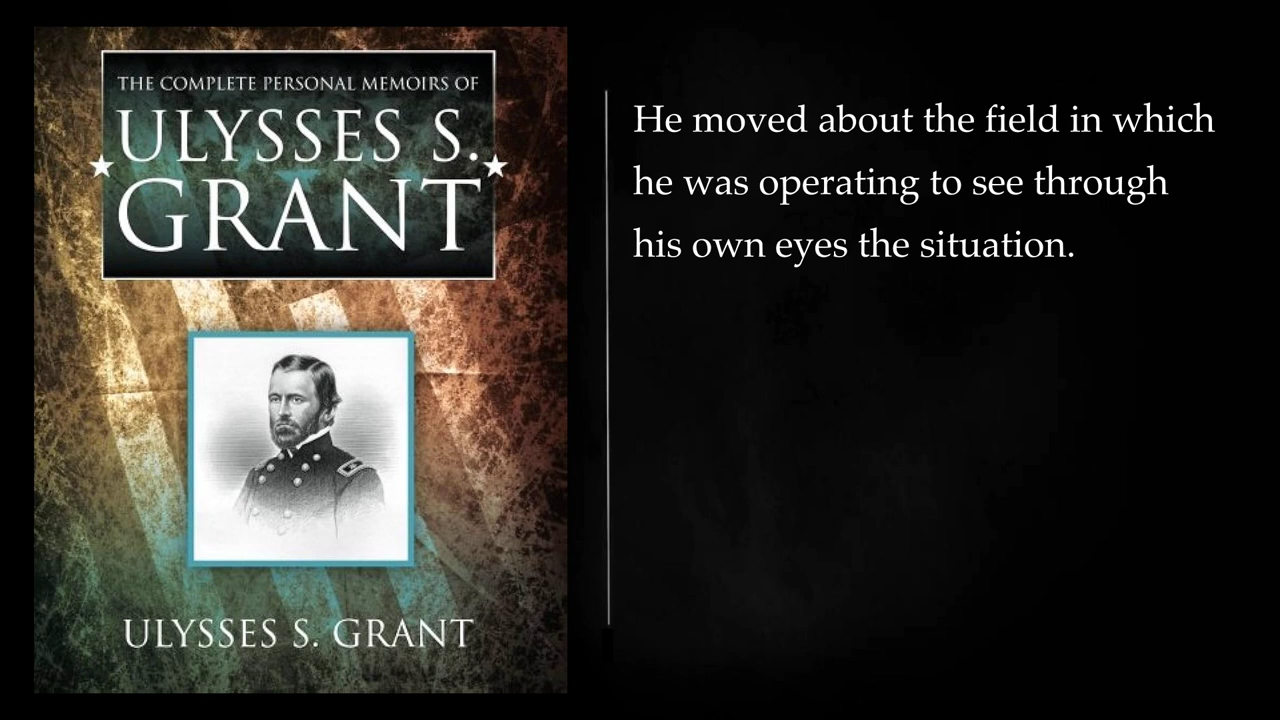 THE COMPLETE PERSONAL MEMOIRS OF
ULYSSES S.
GRANT
ULYSSES S. GRANT
He moved about the field in which
he was operating to see through
his own eyes the situation.